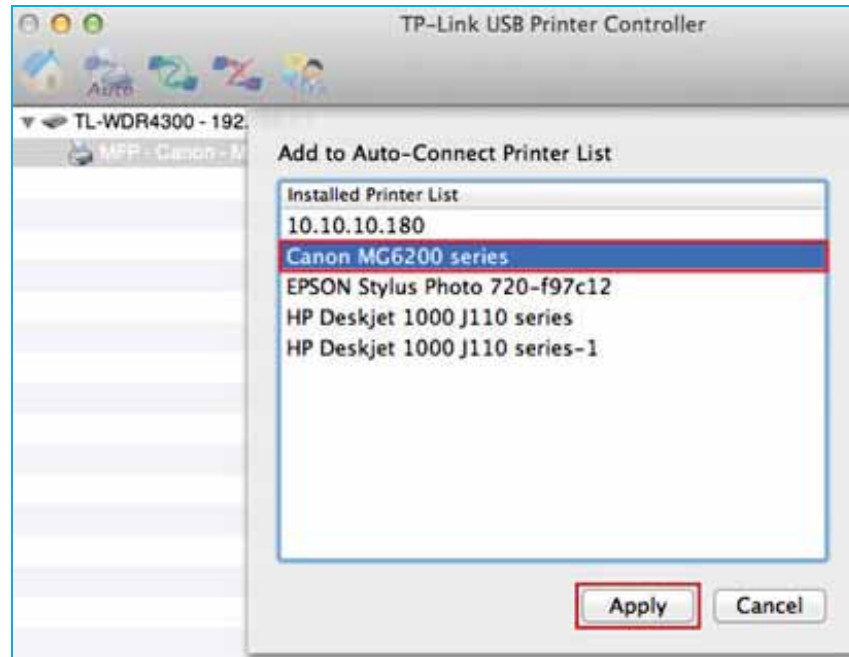 TP-Link USB Printer Controller
Auto
TL-WDR4300 - 192.
MFP - Canon - M
Add to Auto-Connect Printer List
Installed Printer List
10.10.10.180
Canon MG6200 series
EPSON Stylus Photo 720-f97c12
HP Deskjet 1000 J110 series
HP Deskjet 1000 J110 series-1
Apply Cancel